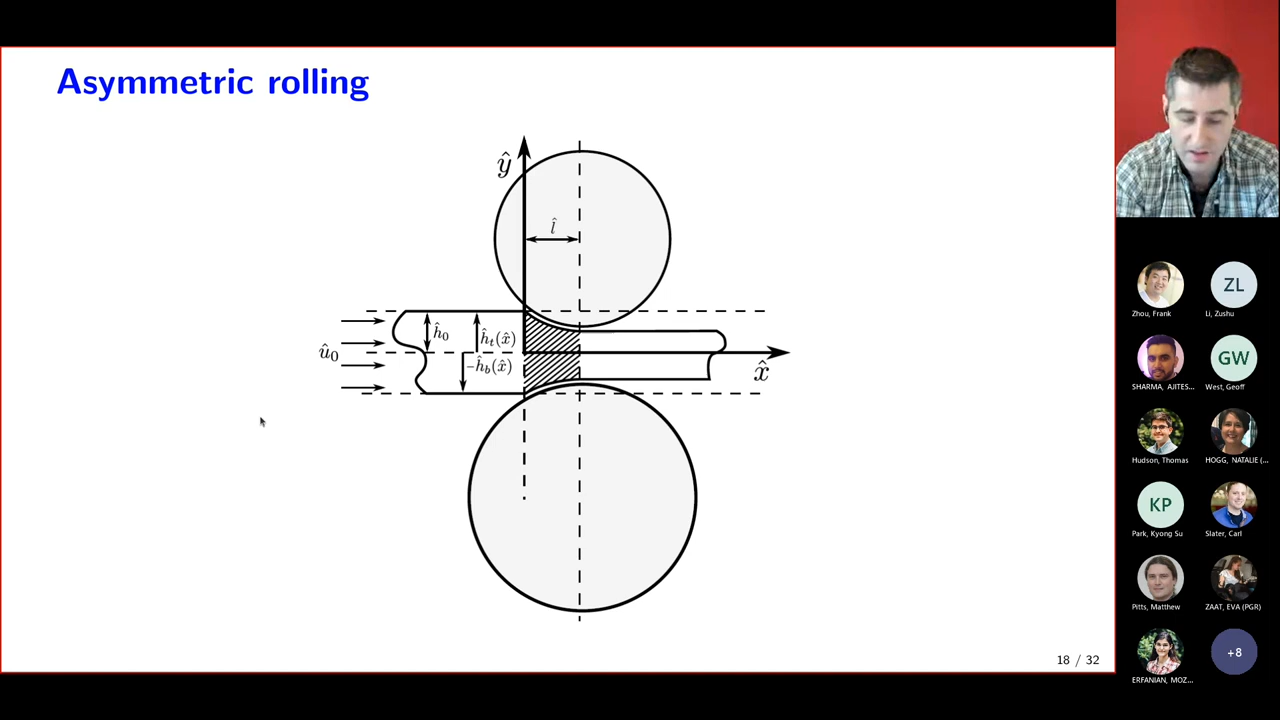 Asymmetric rolling
ŷ
l̂
ĥ₀
ĥₜ(x̂)
û₀
−ĥ_b(x̂)
x̂
18 / 32
Zhou, Frank
ZL
Li, Zushu
SHARMA, AJITES...
GW
West, Geoff
Hudson, Thomas
HOGG, NATALIE (...
KP
Park, Kyong Su
Slater, Carl
Pitts, Matthew
ZAAT, EVA (PGR)
ERFANIAN, MOZ...
+8